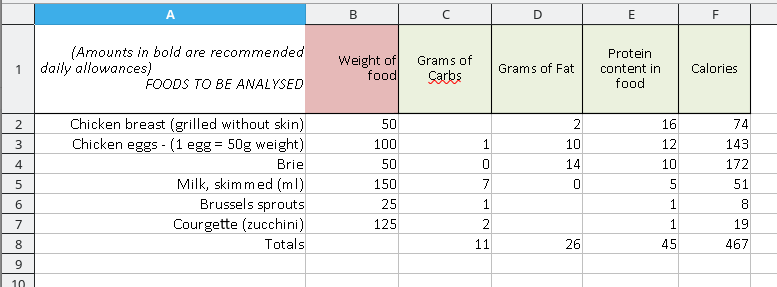 A B C D E F
1 (Amounts in bold are recommended daily allowances) FOODS TO BE ANALYSED Weight of food Grams of Carbs Grams of Fat Protein content in food Calories
2 Chicken breast (grilled without skin) 50 2 16 74
3 Chicken eggs - (1 egg = 50g weight) 100 1 10 12 143
4 Brie 50 0 14 10 172
5 Milk, skimmed (ml) 150 7 0 5 51
6 Brussels sprouts 25 1 1 8
7 Courgette (zucchini) 125 2 1 19
8 Totals 11 26 45 467
9
10